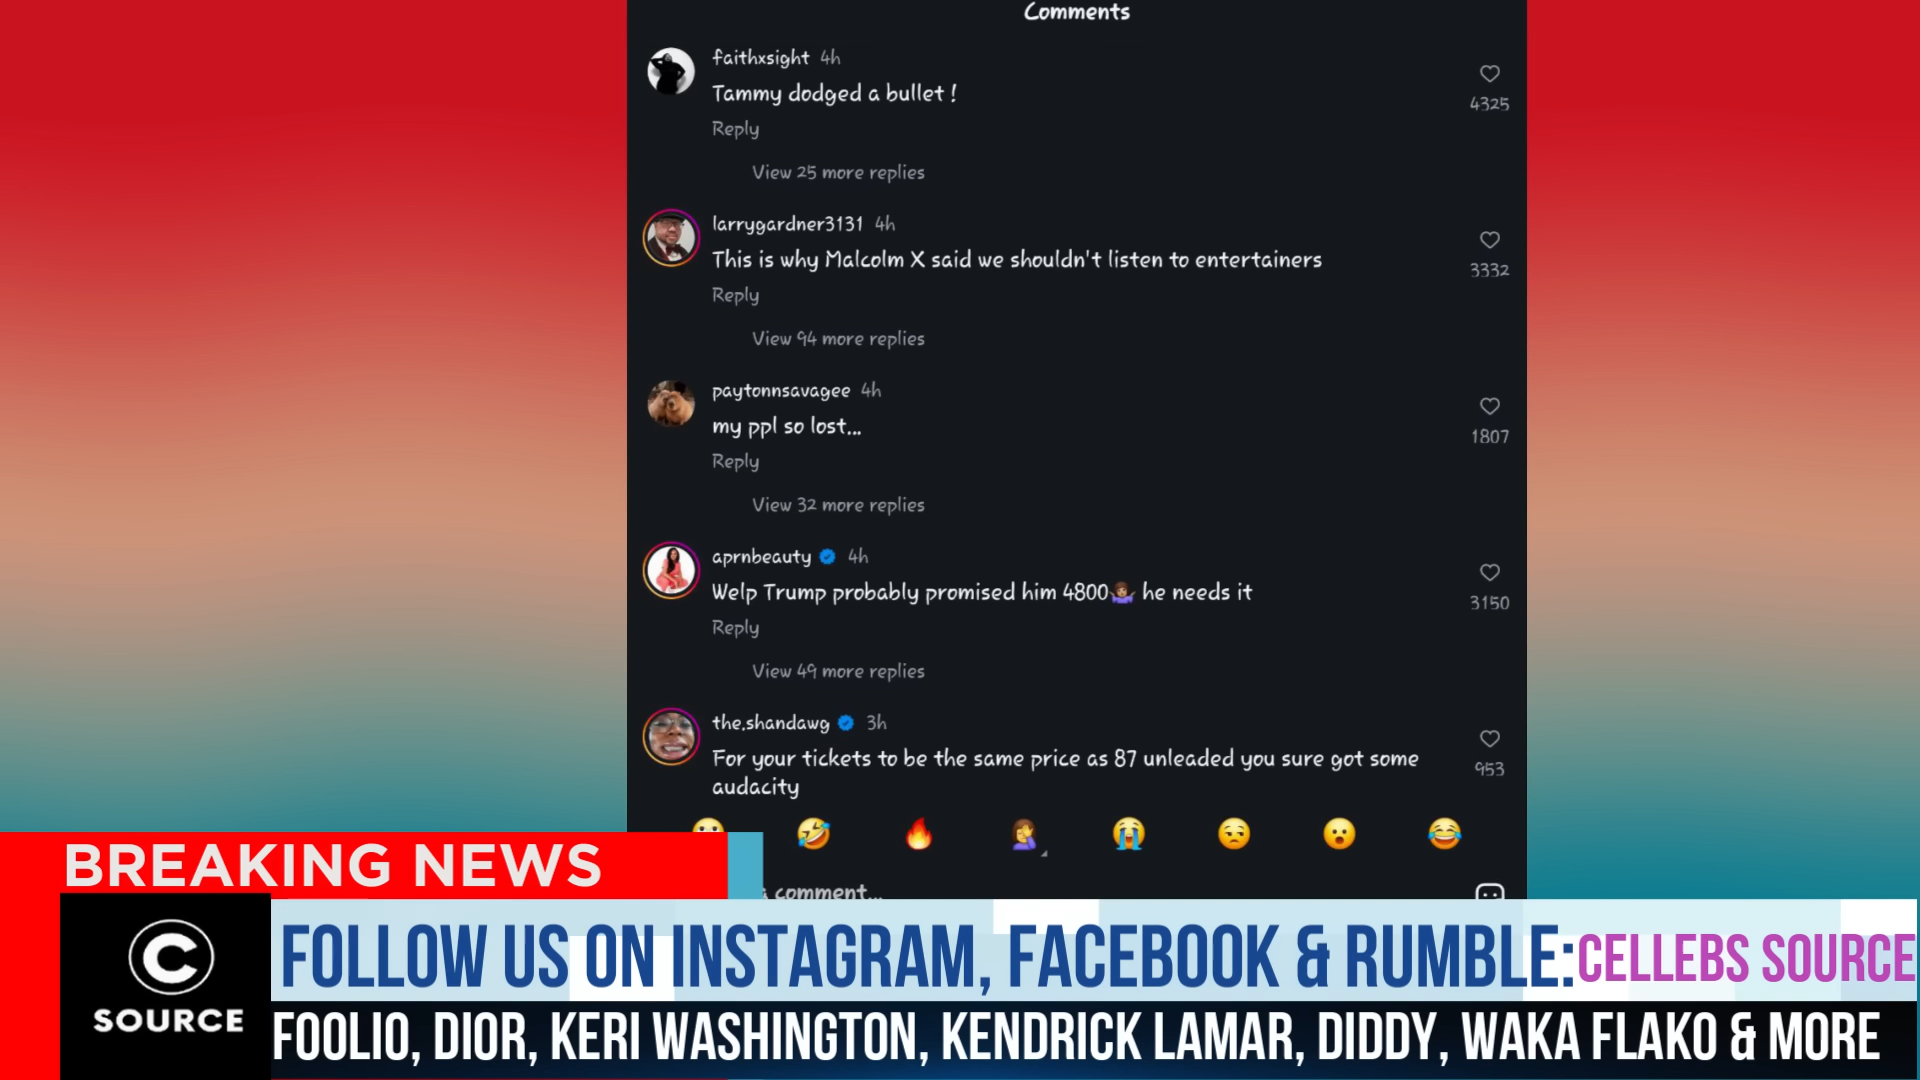 Comments
faithxsight 4h
Tammy dodged a bullet !
4325
Reply
View 25 more replies
larrygardner3131 4h
This is why Malcolm X said we shouldn't listen to entertainers
3332
Reply
View 94 more replies
paytonnsavagee 4h
my ppl so lost...
1807
Reply
View 32 more replies
aprnbeauty 4h
Welp Trump probably promised him 4800🤷🏽‍♀️ he needs it
3150
Reply
View 49 more replies
the.shandawg 3h
For your tickets to be the same price as 87 unleaded you sure got some
audacity
953
comment...
BREAKING NEWS
C
SOURCE
FOLLOW US ON INSTAGRAM, FACEBOOK & RUMBLE:CELLEBS SOURCE
FOOLIO, DIOR, KERI WASHINGTON, KENDRICK LAMAR, DIDDY, WAKA FLAKO & MORE